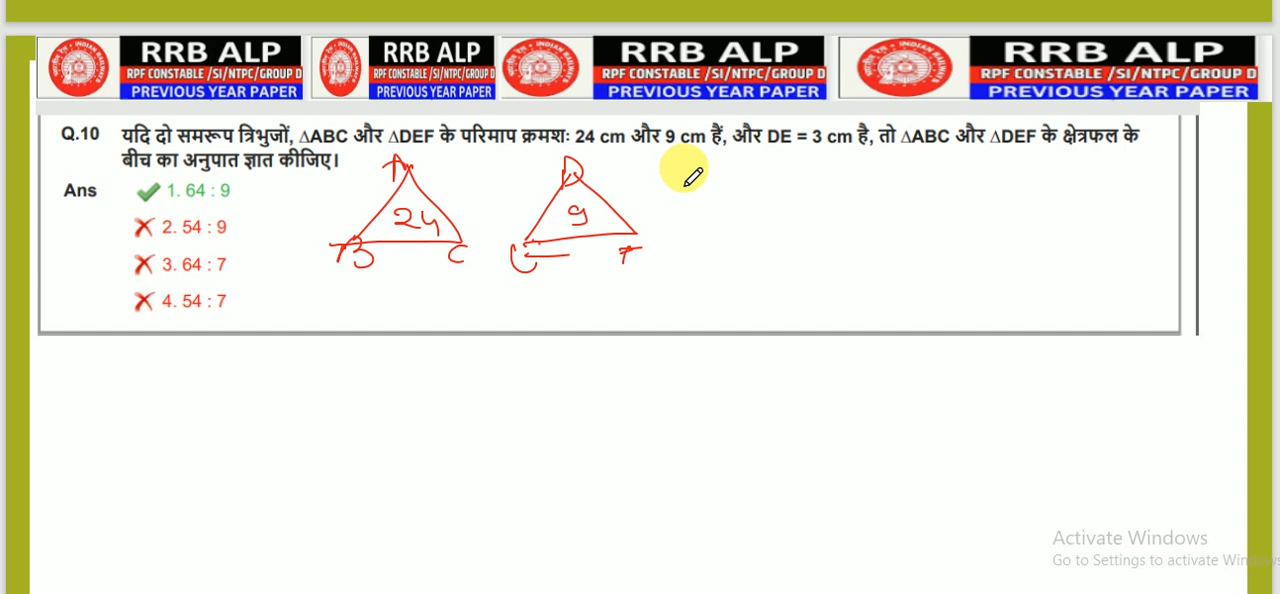 RRB ALP
RPF CONSTABLE /SI/NTPC/GROUP D
PREVIOUS YEAR PAPER
RRB ALP
RPF CONSTABLE /SI/NTPC/GROUP D
PREVIOUS YEAR PAPER
RRB ALP
RPF CONSTABLE /SI/NTPC/GROUP D
PREVIOUS YEAR PAPER
RRB ALP
RPF CONSTABLE /SI/NTPC/GROUP D
PREVIOUS YEAR PAPER
Q.10 यदि दो समरूप त्रिभुजों, ∆ABC और ∆DEF के परिमाप क्रमशः 24 cm और 9 cm हैं, और DE = 3 cm है, तो ∆ABC और ∆DEF के क्षेत्रफल के
बीच का अनुपात ज्ञात कीजिए।
Ans 1. 64 : 9
2. 54 : 9
3. 64 : 7
4. 54 : 7
A D
24 9
B C F
Activate Windows
Go to Settings to activate Windows